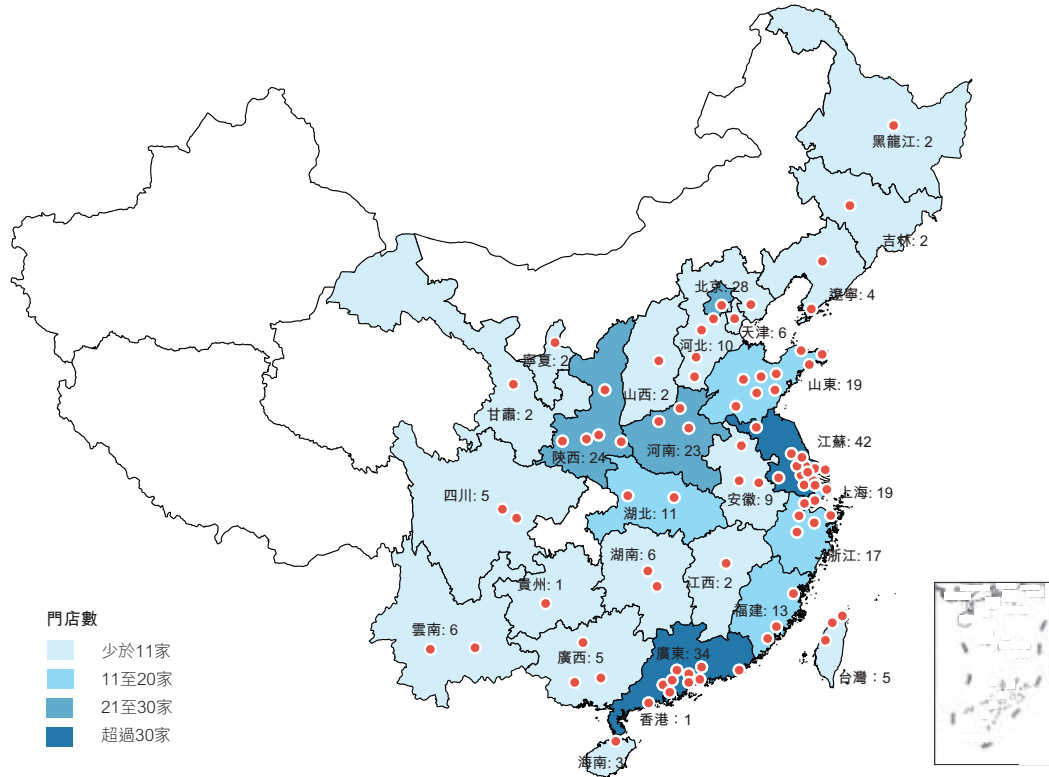 黑龍江: 2
吉林: 2
遼寧: 4
北京: 28
天津: 6
河北: 10
寧夏: 2
山西: 2
山東: 19
甘肅: 2
江蘇: 42
陝西: 24
河南: 23
四川: 5
安徽: 9
上海: 19
湖北: 11
湖南: 6
浙江: 17
貴州: 1
江西: 2
福建: 13
雲南: 6
廣西: 5
廣東: 34
台灣：5
香港：1
海南: 3
門店數
少於11家
11至20家
21至30家
超過30家